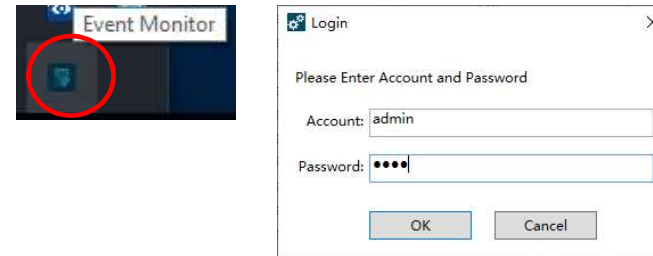 Event Monitor
Login
Please Enter Account and Password
Account: admin
Password: ••••
OK Cancel